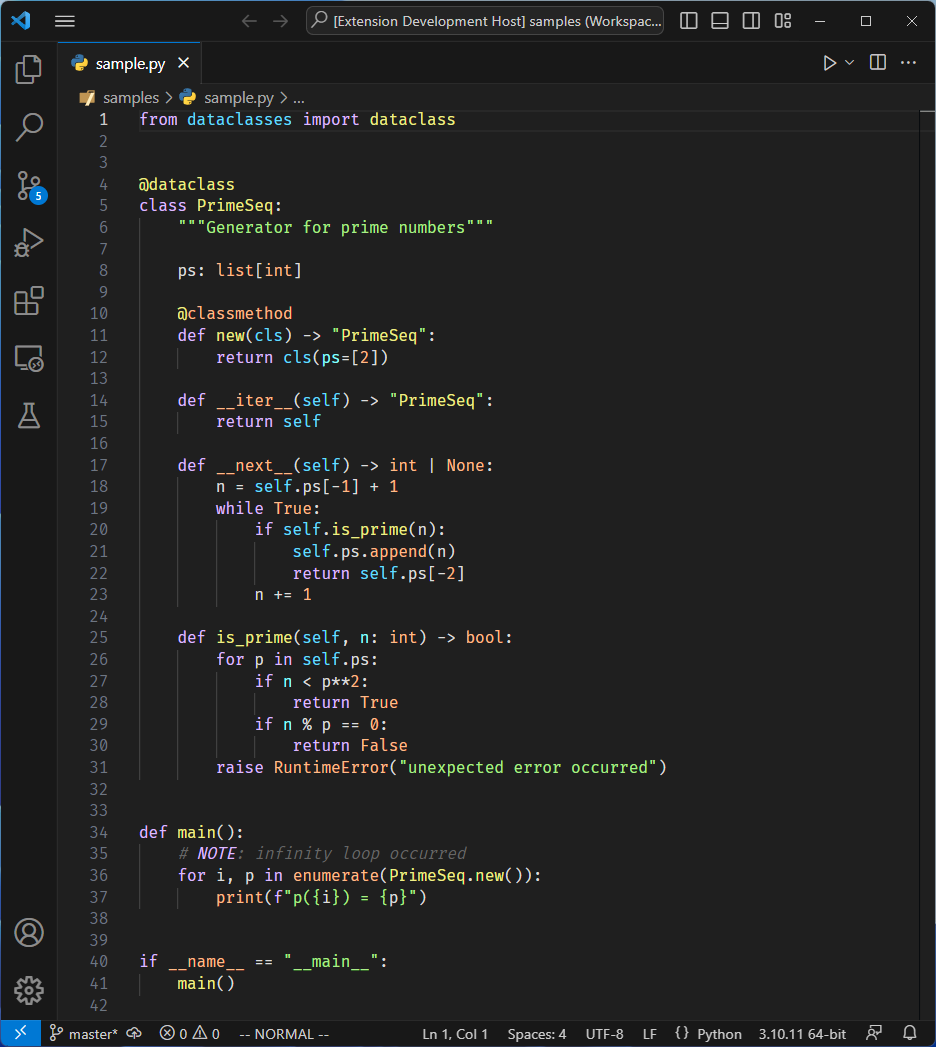 [Extension Development Host] samples (Workspac...
sample.py
samples > sample.py > ...
1 from dataclasses import dataclass
2
3
4 @dataclass
5 class PrimeSeq:
6     """Generator for prime numbers"""
7
8     ps: list[int]
9
10     @classmethod
11     def new(cls) -> "PrimeSeq":
12         return cls(ps=[2])
13
14     def __iter__(self) -> "PrimeSeq":
15         return self
16
17     def __next__(self) -> int | None:
18         n = self.ps[-1] + 1
19         while True:
20             if self.is_prime(n):
21                 self.ps.append(n)
22                 return self.ps[-2]
23             n += 1
24
25     def is_prime(self, n: int) -> bool:
26         for p in self.ps:
27             if n < p**2:
28                 return True
29             if n % p == 0:
30                 return False
31         raise RuntimeError("unexpected error occurred")
32
33
34 def main():
35     # NOTE: infinity loop occurred
36     for i, p in enumerate(PrimeSeq.new()):
37         print(f"p({i}) = {p}")
38
39
40 if __name__ == "__main__":
41     main()
42
5
master* 0 0 -- NORMAL -- Ln 1, Col 1 Spaces: 4 UTF-8 LF {} Python 3.10.11 64-bit